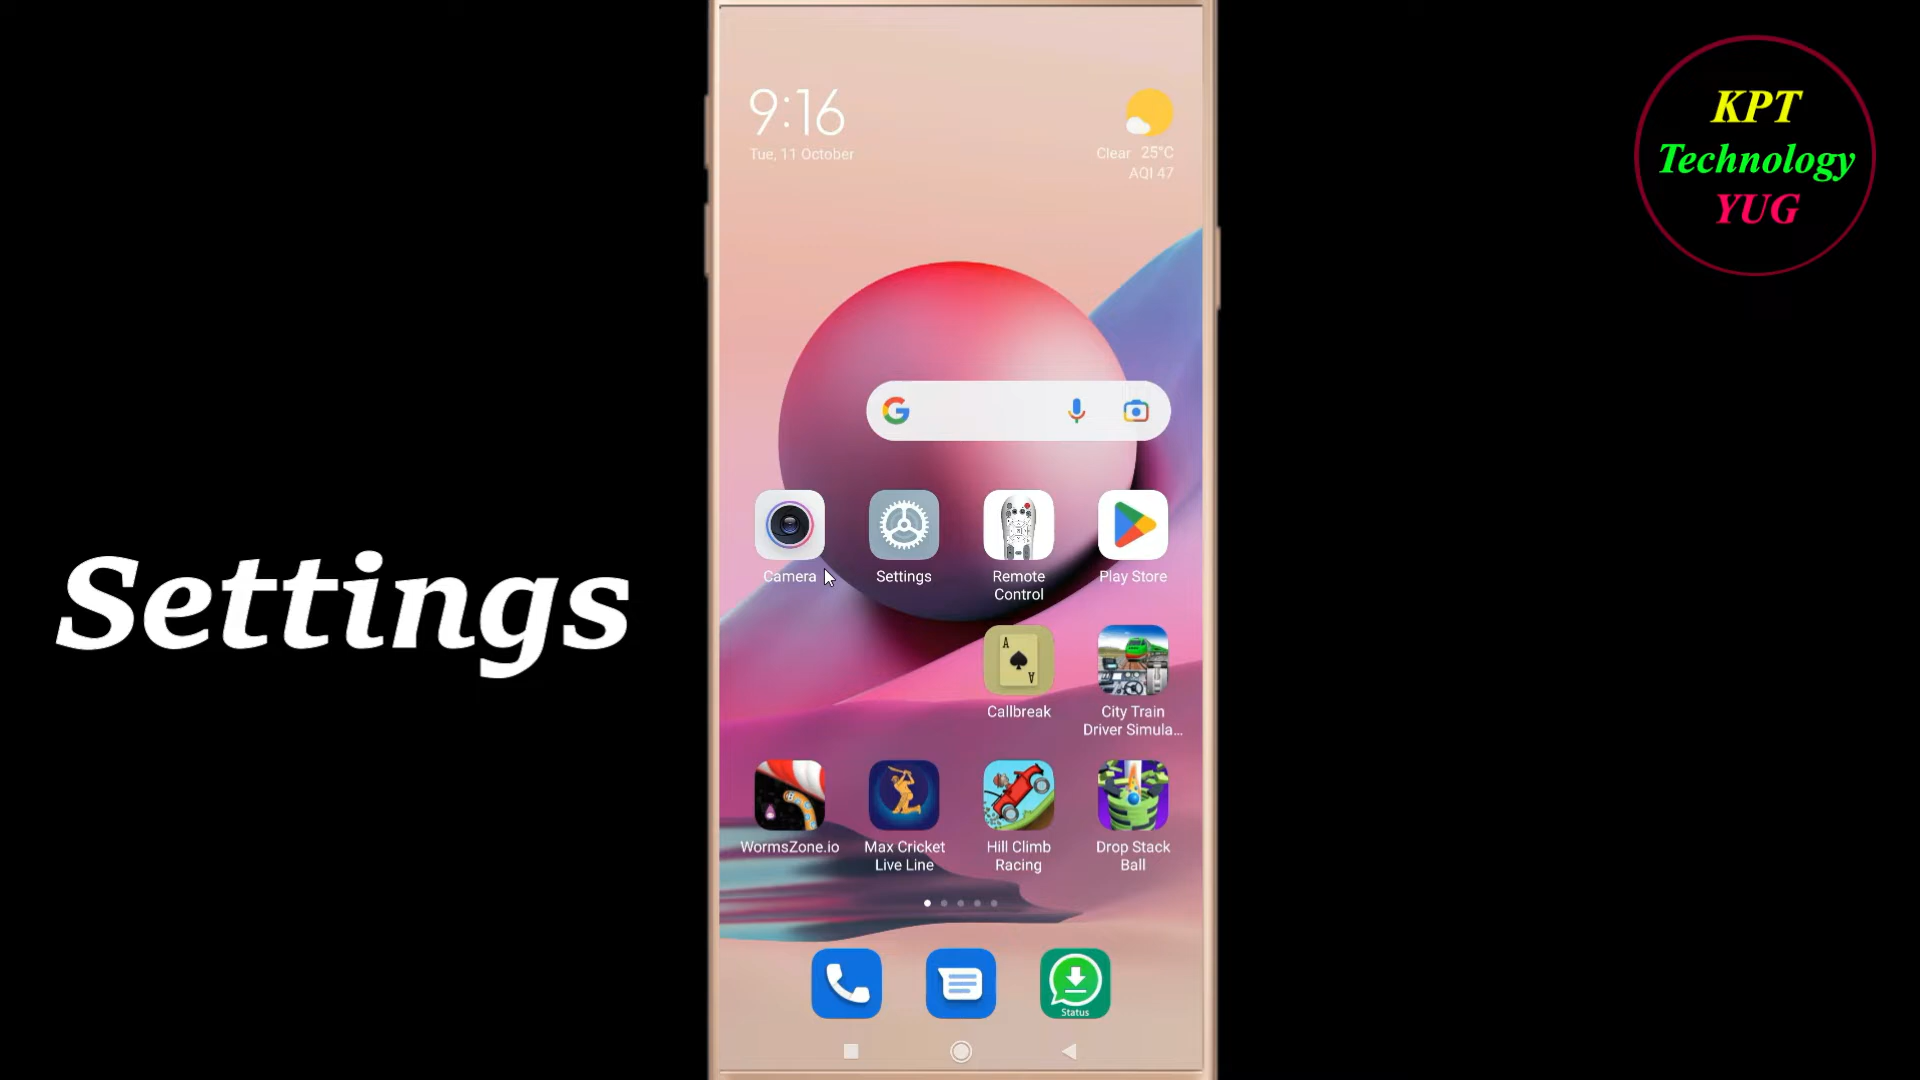 KPT
Technology
YUG
9:16
Tue, 11 October
Clear 25°C
AQI 47
Camera
Settings
Remote
Control
Play Store
Settings
Callbreak
City Train
Driver Simula...
WormsZone.io
Max Cricket
Live Line
Hill Climb
Racing
Drop Stack
Ball
Status